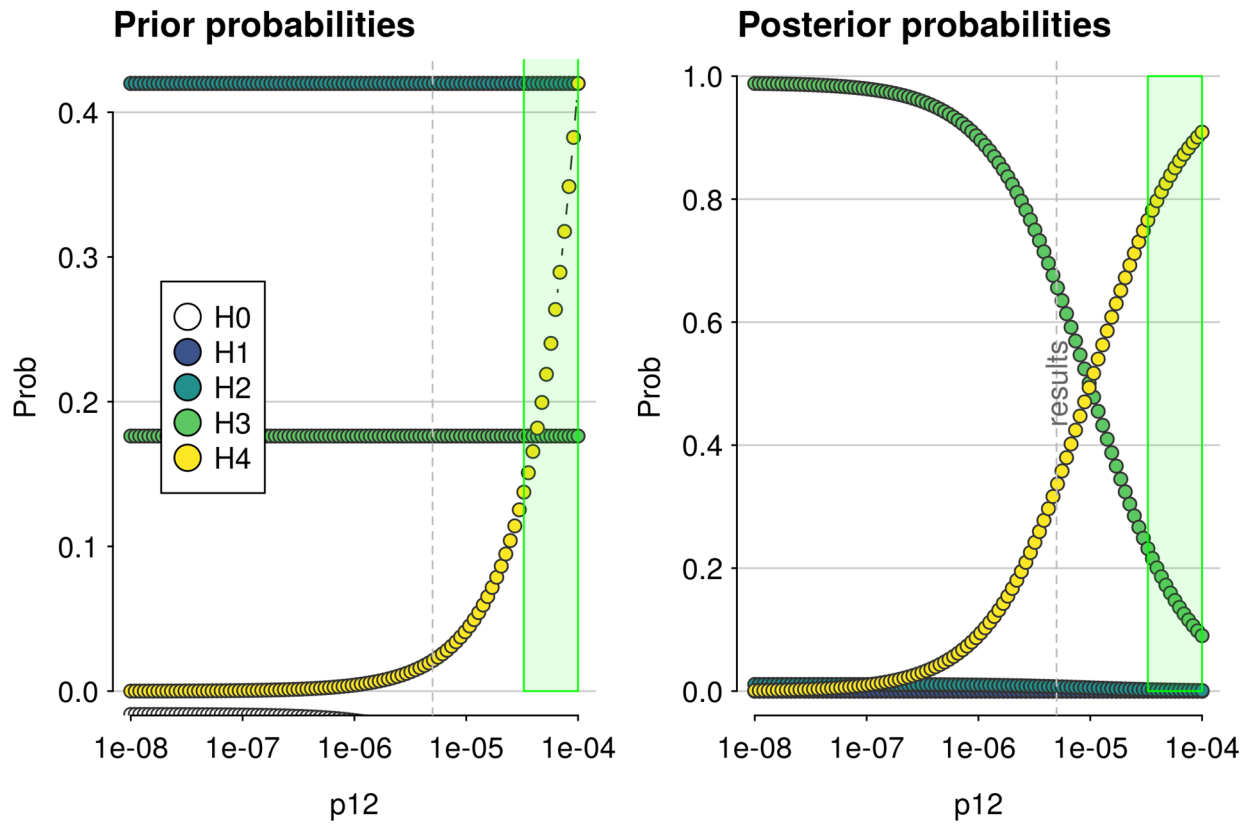 Prior probabilities
Prob
0.4
0.3
0.2
0.1
0.0
H0
H1
H2
H3
H4
1e-08 1e-07 1e-06 1e-05 1e-04
p12
Posterior probabilities
Prob
1.0
0.8
0.6
0.4
0.2
0.0
results
1e-08 1e-07 1e-06 1e-05 1e-04
p12